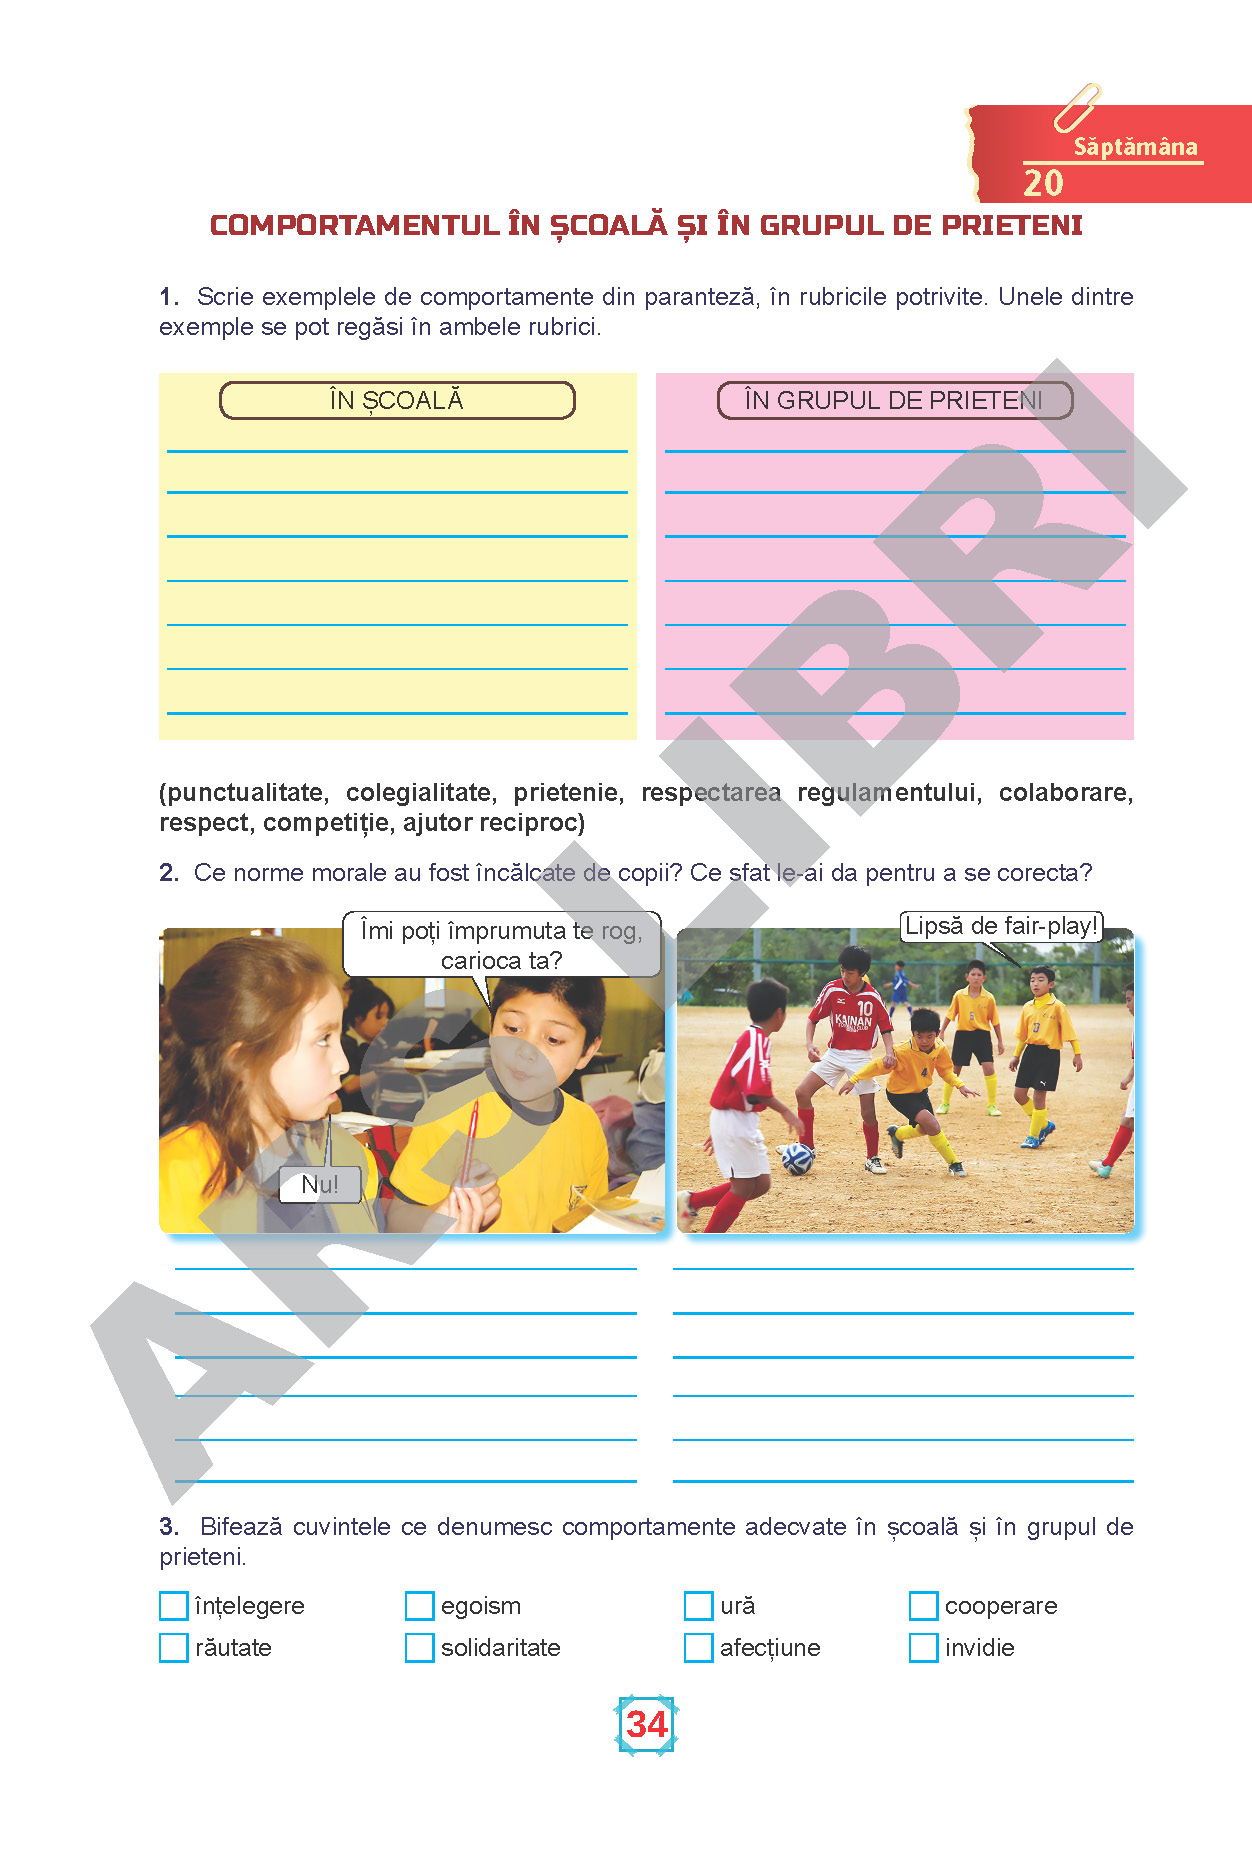 Săptămâna
20
COMPORTAMENTUL ÎN ȘCOALĂ ȘI ÎN GRUPUL DE PRIETENI
1. Scrie exemplele de comportamente din paranteză, în rubricile potrivite. Unele dintre
exemple se pot regăsi în ambele rubrici.
ÎN ȘCOALĂ
ÎN GRUPUL DE PRIETENI
(punctualitate, colegialitate, prietenie, respectarea regulamentului, colaborare,
respect, competiție, ajutor reciproc)
2. Ce norme morale au fost încălcate de copii? Ce sfat le-ai da pentru a se corecta?
Îmi poți împrumuta te rog,
carioca ta?
Nu!
Lipsă de fair-play!
10
KAINAN
4
3. Bifează cuvintele ce denumesc comportamente adecvate în școală și în grupul de
prieteni.
înțelegere egoism ură cooperare
răutate solidaritate afecțiune invidie
34
ARS LIBRI